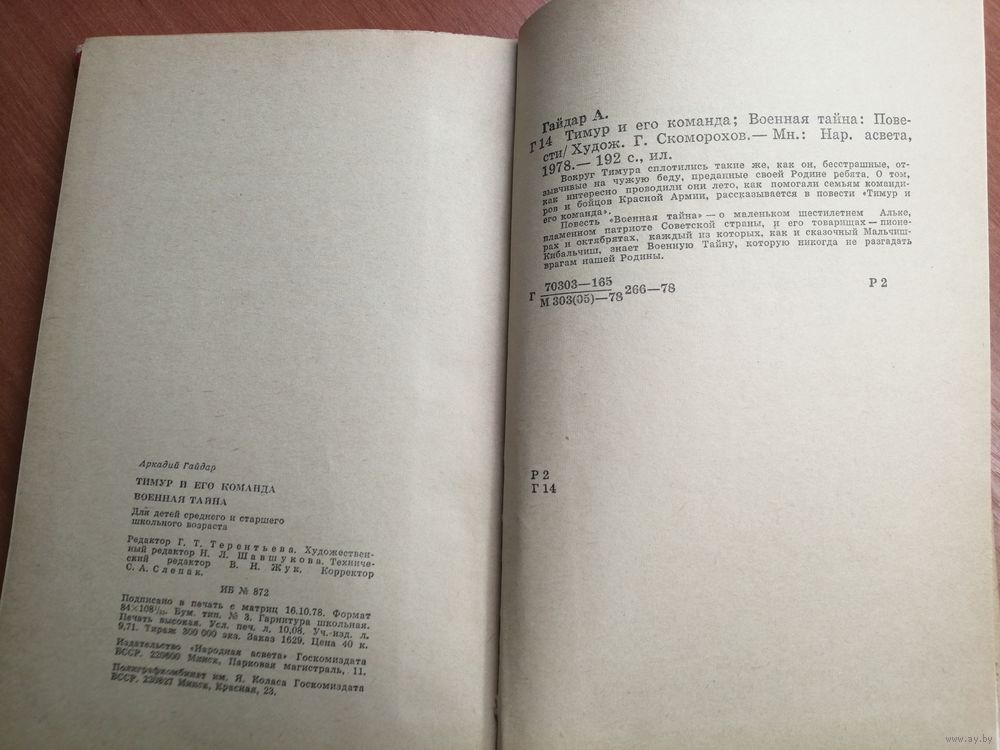 Аркадий Гайдар
ТИМУР И ЕГО КОМАНДА
ВОЕННАЯ ТАЙНА
Для детей среднего и старшего
школьного возраста
Редактор Г. Т. Терентьева. Художествен-
ный редактор Н. Л. Шавшукова. Техниче-
ский редактор В. Н. Жук. Корректор
С. А. Слепак.
ИБ № 872
Подписано в печать с матриц 16.10.78. Формат
84×108¹/₃₂. Бум. тип. № 3. Гарнитура школьная.
Печать высокая. Усл. печ. л. 10,08. Уч.-изд. л.
9,71. Тираж 300 000 экз. Заказ 1629. Цена 40 к.
Издательство «Народная асвета» Госкомиздата
БССР. 220600 Минск, Парковая магистраль, 11.
Полиграфкомбинат им. Я. Коласа Госкомиздата
БССР. 220827 Минск, Красная, 23.
Гайдар А.
Г 14 Тимур и его команда; Военная тайна: Пове-
сти/Худож. Г. Скоморохов.— Мн.: Нар. асвета,
1978.— 192 с., ил.
Вокруг Тимура сплотились такие же, как он, бесстрашные, от-
зывчивые на чужую беду, преданные своей Родине ребята. О том,
как интересно проводили они лето, как помогали семьям команди-
ров и бойцов Красной Армии, рассказывается в повести «Тимур и
его команда».
Повесть «Военная тайна» — о маленьком шестилетнем Альке,
пламенном патриоте Советской страны, и его товарищах — пионе-
рах и октябрятах, каждый из которых, как и сказочный Мальчиш-
Кибальчиш, знает Военную Тайну, которую никогда не разгадать
врагам нашей Родины.
70303—165
Г М 303(05)—78 266—78 Р 2
Р 2
Г 14
www.ay.by